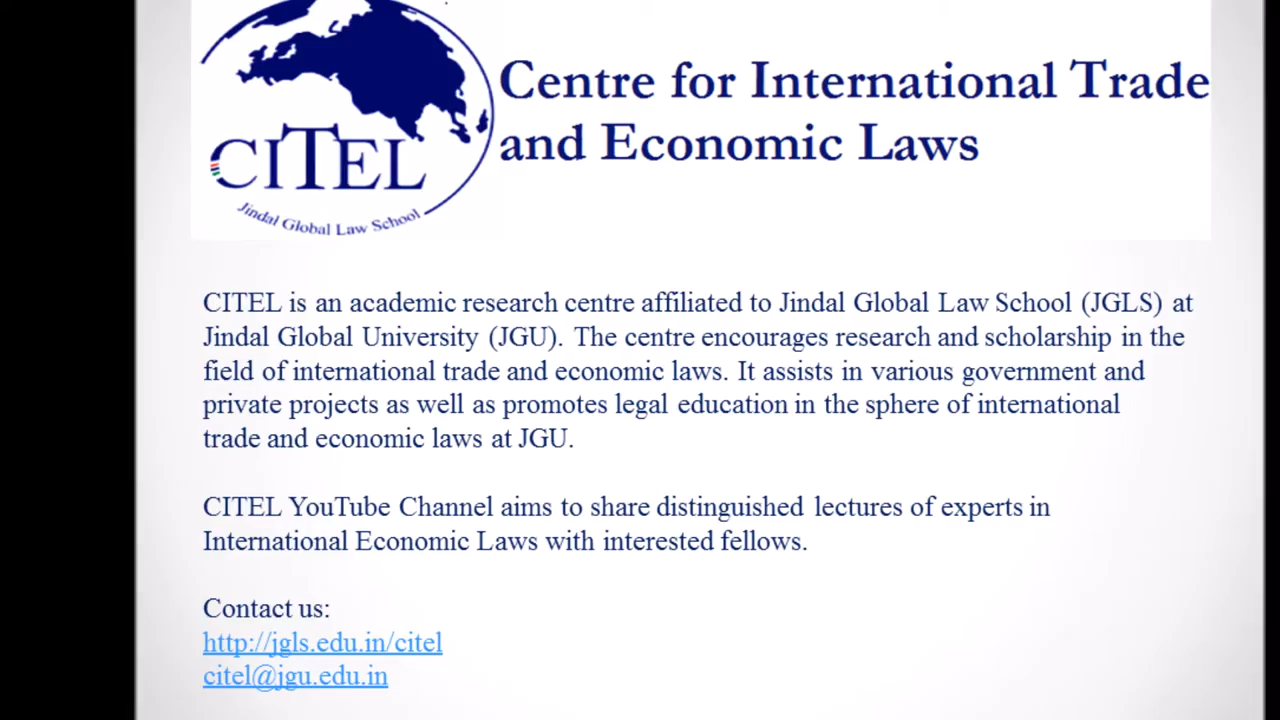 Centre for International Trade
and Economic Laws
CITEL
Jindal Global Law School
CITEL is an academic research centre affiliated to Jindal Global Law School (JGLS) at
Jindal Global University (JGU). The centre encourages research and scholarship in the
field of international trade and economic laws. It assists in various government and
private projects as well as promotes legal education in the sphere of international
trade and economic laws at JGU.
CITEL YouTube Channel aims to share distinguished lectures of experts in
International Economic Laws with interested fellows.
Contact us:
http://jgls.edu.in/citel
citel@jgu.edu.in